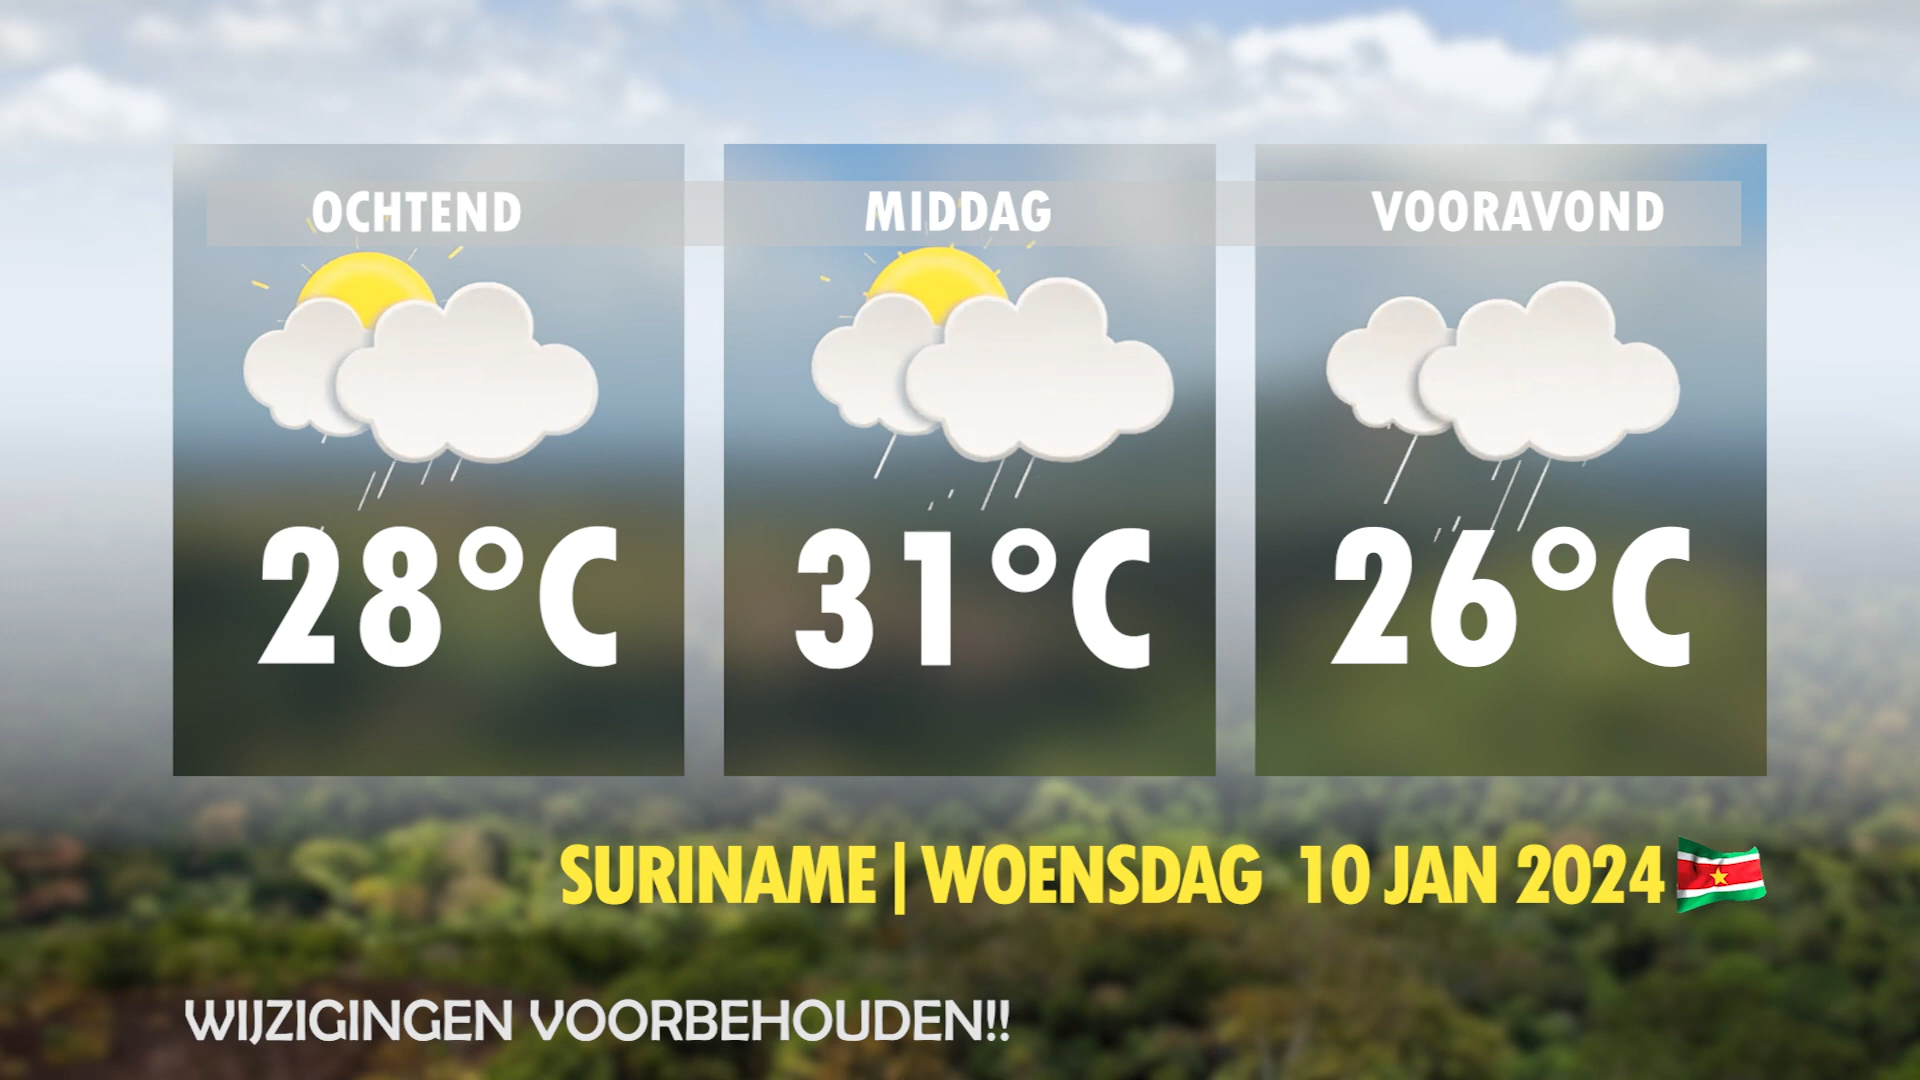 OCHTEND
MIDDAG
VOORAVOND
28°C
31°C
26°C
SURINAME | WOENSDAG 10 JAN 2024
WIJZIGINGEN VOORBEHOUDEN!!